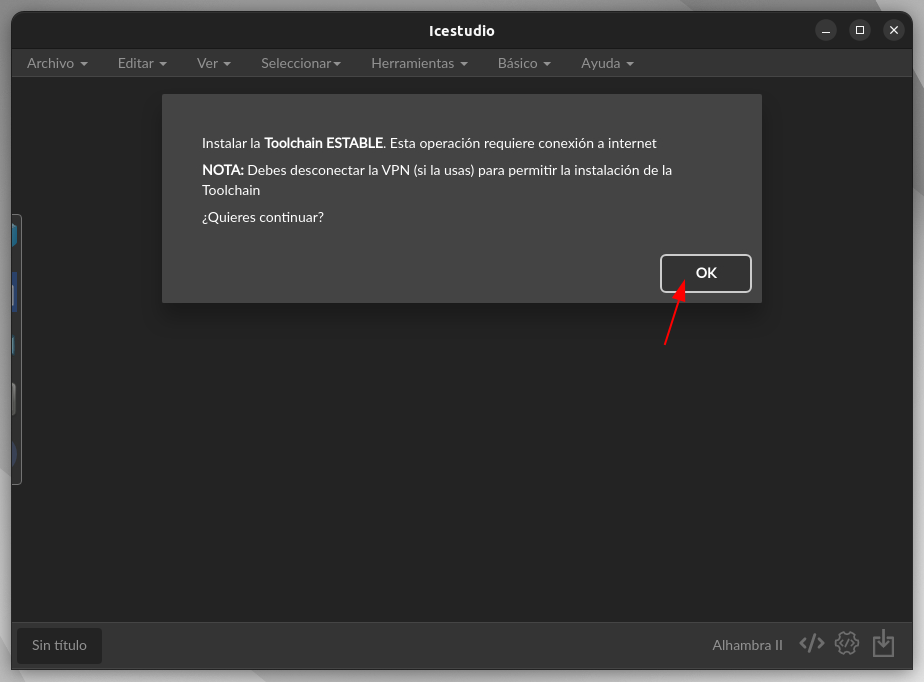 Icestudio
Archivo Editar Ver Seleccionar Herramientas Básico Ayuda
Instalar la Toolchain ESTABLE. Esta operación requiere conexión a internet
NOTA: Debes desconectar la VPN (si la usas) para permitir la instalación de la
Toolchain
¿Quieres continuar?
OK
Sin título
Alhambra II